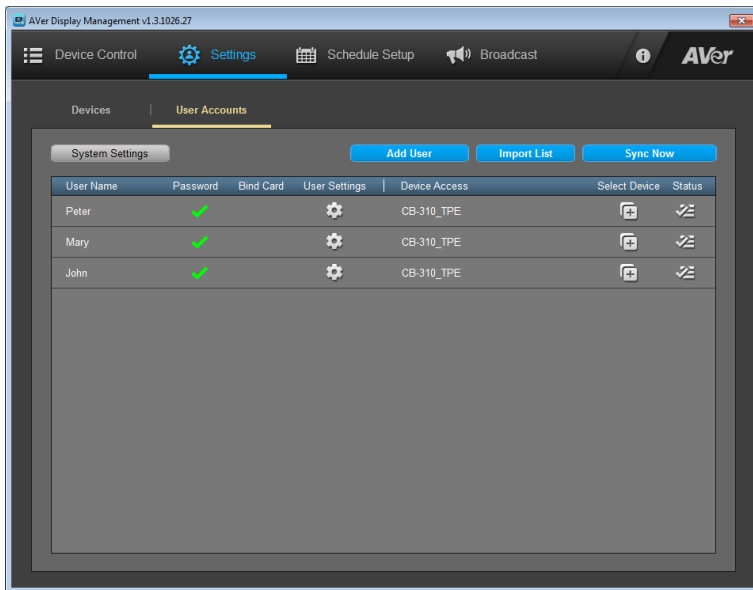 AVer Display Management v1.3.1026.27
Device Control Settings Schedule Setup Broadcast AVer
Devices | User Accounts
System Settings Add User Import List Sync Now
User Name Password Bind Card User Settings Device Access Select Device Status
Peter CB-310_TPE
Mary CB-310_TPE
John CB-310_TPE